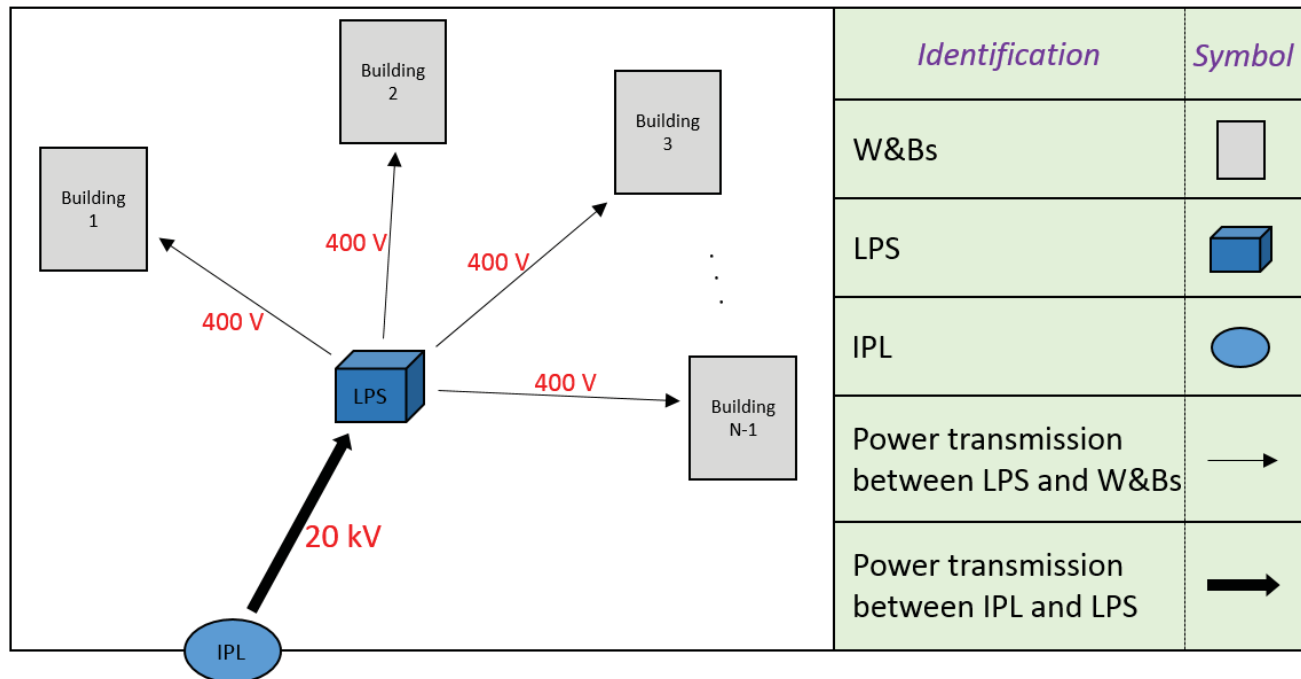 Building
1
Building
2
Building
3
Building
N-1
400 V
400 V
400 V
400 V
LPS
20 kV
IPL
Identification Symbol
W&Bs
LPS
IPL
Power transmission
between LPS and W&Bs
Power transmission
between IPL and LPS